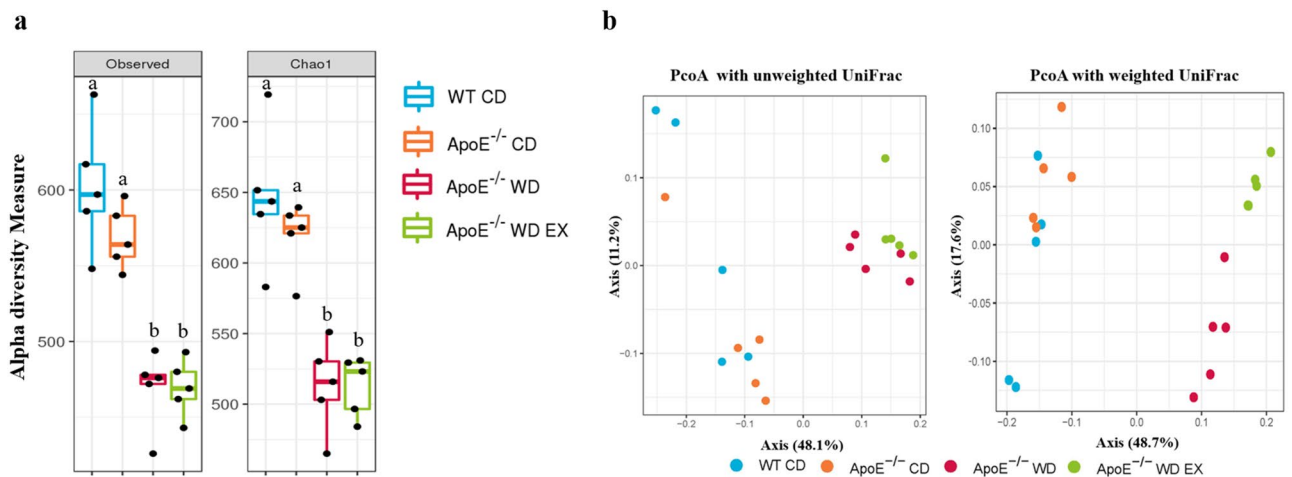 a
b
Observed
Chao1
a
a
b
b
a
a
b
b
600
500
700
650
600
550
500
Alpha diversity Measure
WT CD
ApoE⁻/⁻ CD
ApoE⁻/⁻ WD
ApoE⁻/⁻ WD EX
PcoA with unweighted UniFrac
0.1
0.0
−0.1
−0.2
−0.1
0.0
0.1
0.2
Axis (11.2%)
Axis (48.1%)
PcoA with weighted UniFrac
0.10
0.05
0.00
−0.05
−0.10
−0.2
−0.1
0.0
0.1
0.2
Axis (17.6%)
Axis (48.7%)
WT CD
ApoE⁻/⁻ CD
ApoE⁻/⁻ WD
ApoE⁻/⁻ WD EX